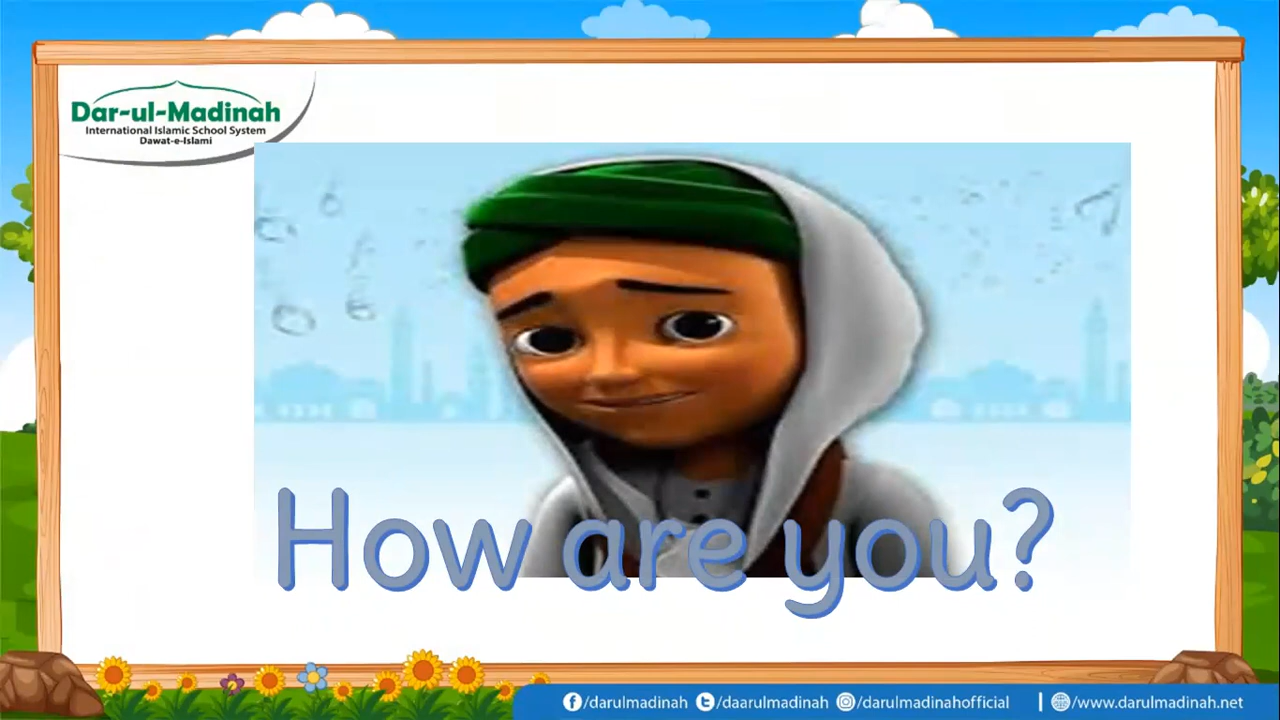 Dar-ul-Madinah
International Islamic School System
Dawat-e-Islami
How are you?
/darulmadinah /daarulmadinah /darulmadinahofficial | /www.darulmadinah.net